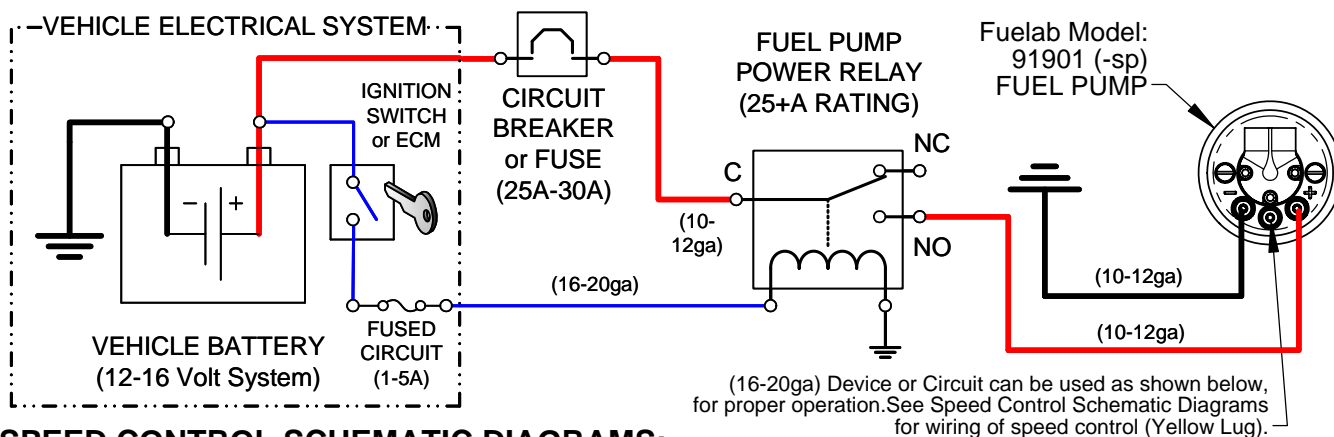 VEHICLE ELECTRICAL SYSTEM
IGNITION
SWITCH
or ECM
CIRCUIT
BREAKER
or FUSE
(25A-30A)
FUEL PUMP
POWER RELAY
(25+A RATING)
Fuelab Model:
91901 (-sp)
FUEL PUMP
NC
C
NO
(10-
12ga)
- +
- +
(16-20ga)
(10-12ga)
(10-12ga)
FUSED
CIRCUIT
(1-5A)
VEHICLE BATTERY
(12-16 Volt System)
(16-20ga) Device or Circuit can be used as shown below,
for proper operation.See Speed Control Schematic Diagrams
for wiring of speed control (Yellow Lug).
SPEED CONTROL SCHEMATIC DIAGRAMS: